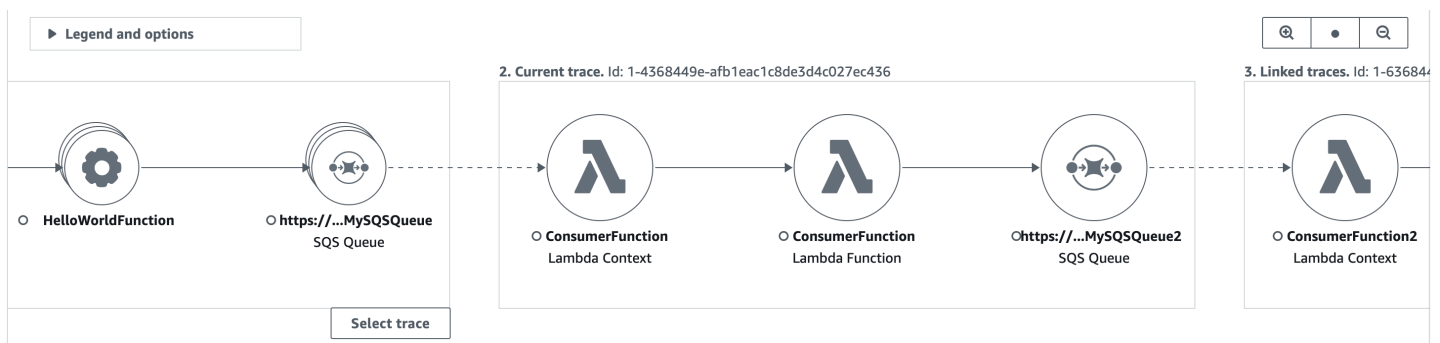 Legend and options
2. Current trace. Id: 1-4368449e-afb1eac1c8de3d4c027ec436
3. Linked traces. Id: 1-63684
HelloWorldFunction
https://...MySQSQueue
SQS Queue
Select trace
ConsumerFunction
Lambda Context
ConsumerFunction
Lambda Function
https://...MySQSQueue2
SQS Queue
ConsumerFunction2
Lambda Context